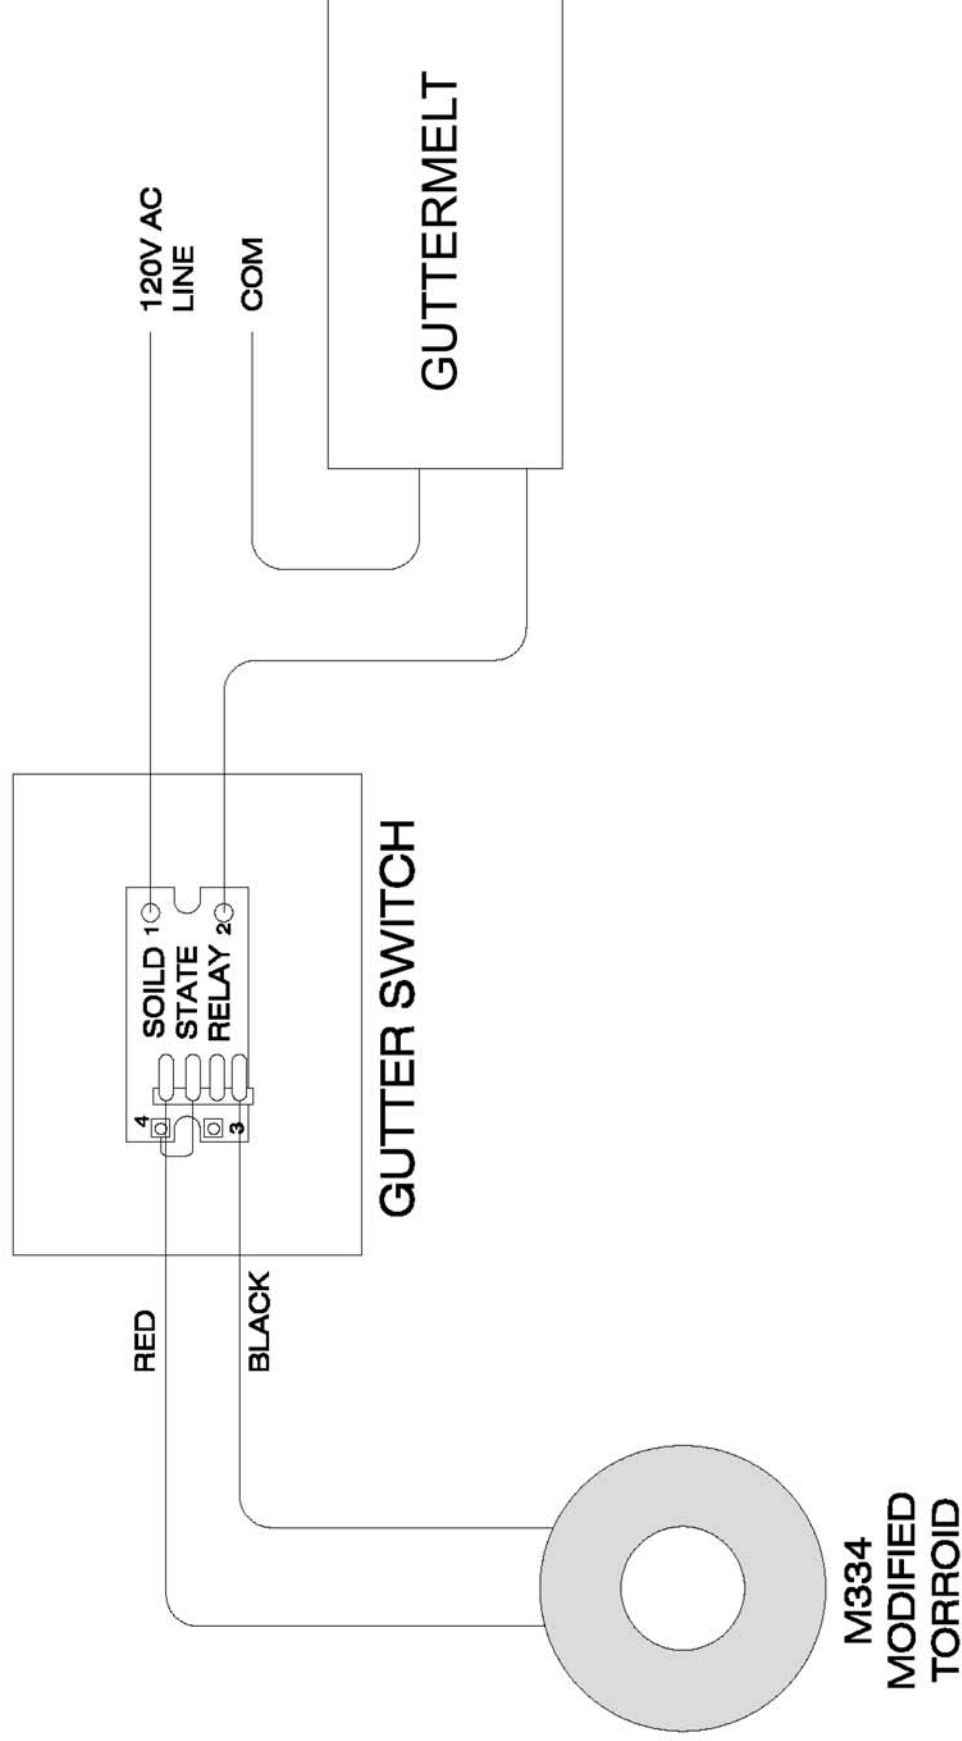 GUTTERMELT
120V AC
LINE
COM
SOILD 1
STATE
RELAY 2
4
3
GUTTER SWITCH
RED
BLACK
M334
MODIFIED
TORROID